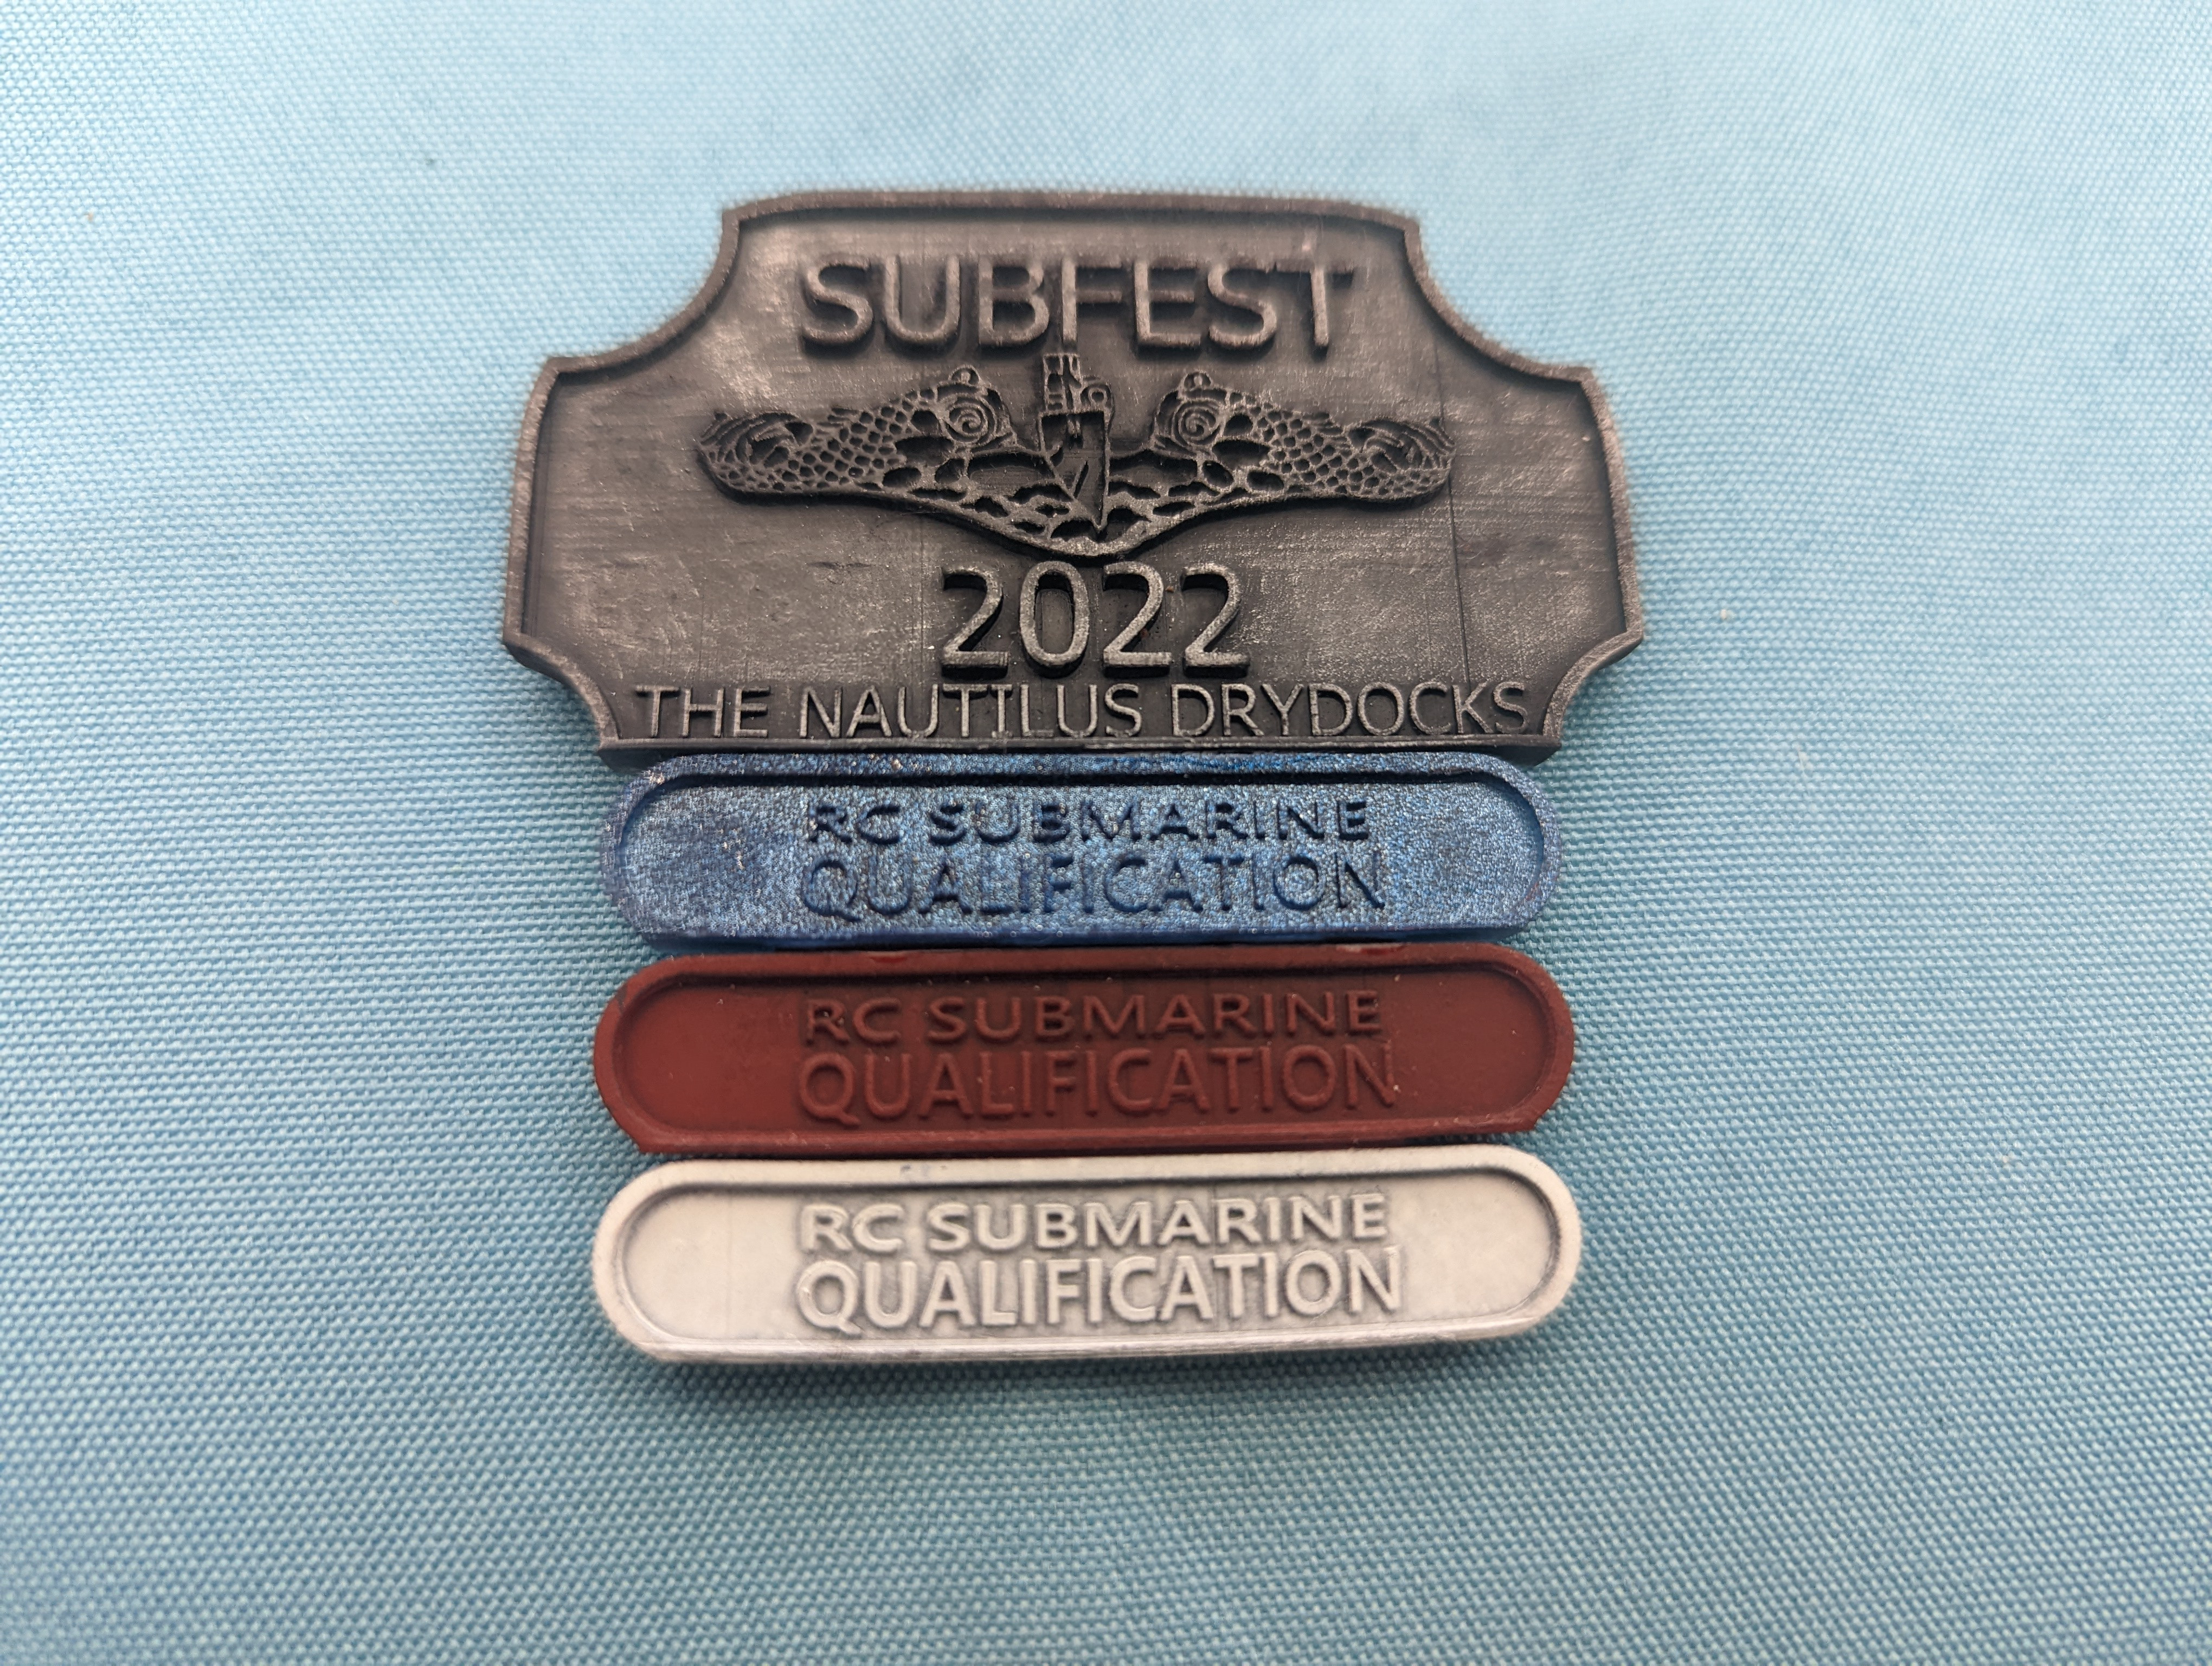 SUBFEST
2022
THE NAUTILUS DRYDOCKS
RC SUBMARINE
QUALIFICATION
RC SUBMARINE
QUALIFICATION
RC SUBMARINE
QUALIFICATION